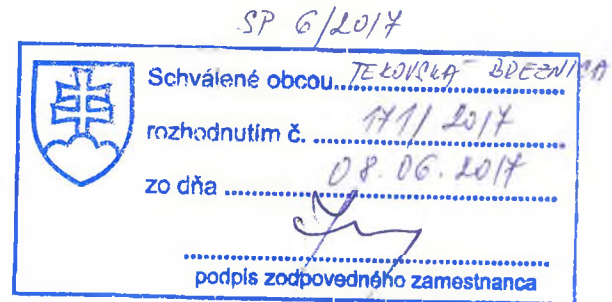 SP 6/2017
Schválené obcou TEKOVSKÁ BREZNICA
rozhodnutím č. 171/2017
zo dňa 08.06.2017
podpis zodpovedného zamestnanca